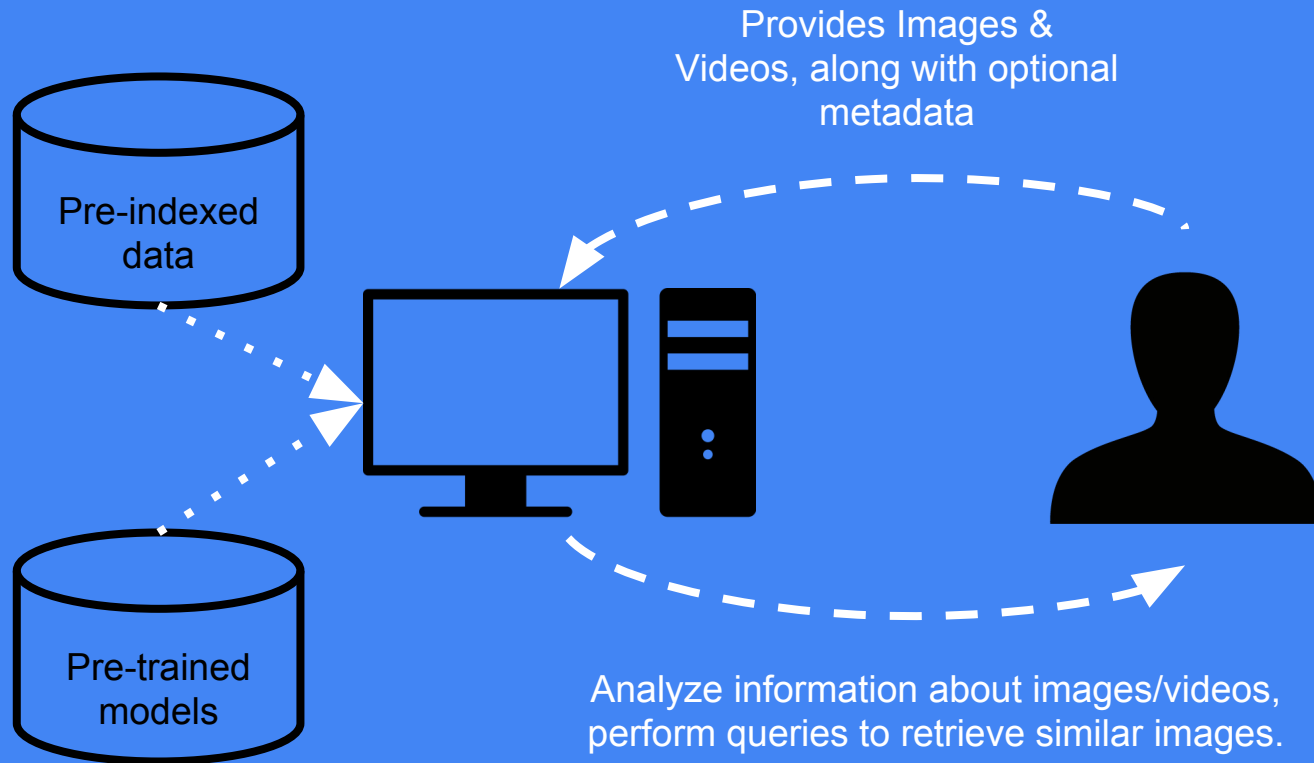 Provides Images &
Videos, along with optional
metadata
Pre-indexed
data
Pre-trained
models
Analyze information about images/videos,
perform queries to retrieve similar images.